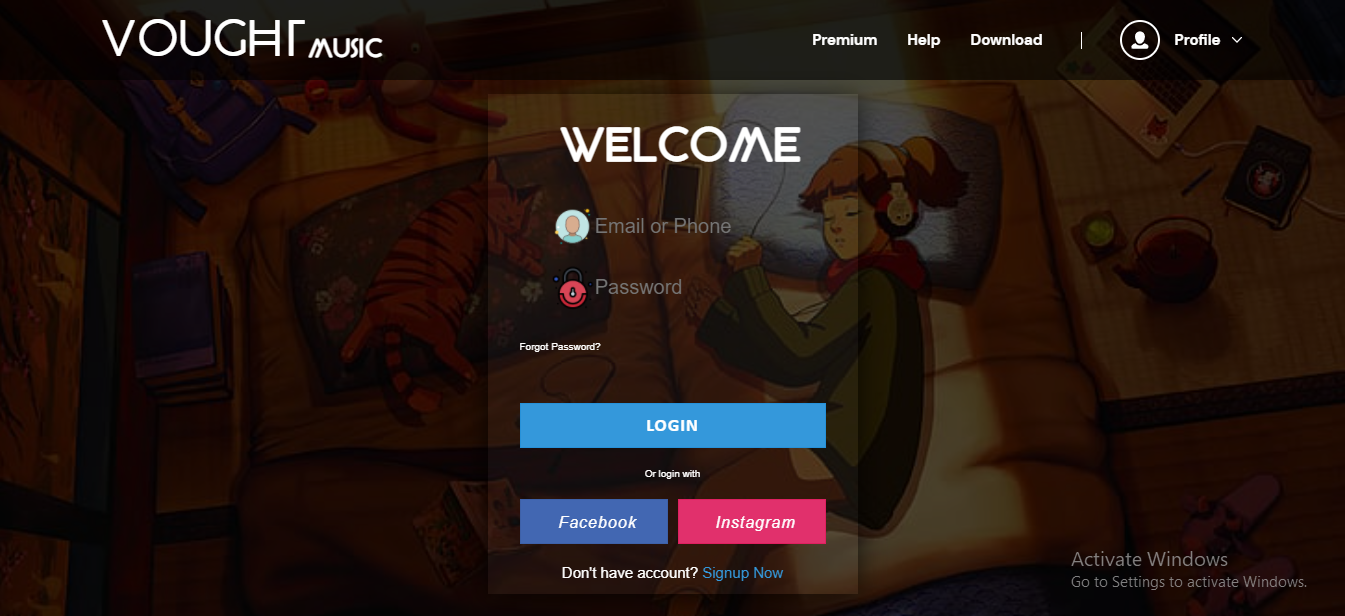 VOUGHT MUSIC
Premium Help Download Profile
WELCOME
Email or Phone
Password
Forgot Password?
LOGIN
Or login with
Facebook Instagram
Don't have account? Signup Now
Activate Windows
Go to Settings to activate Windows.